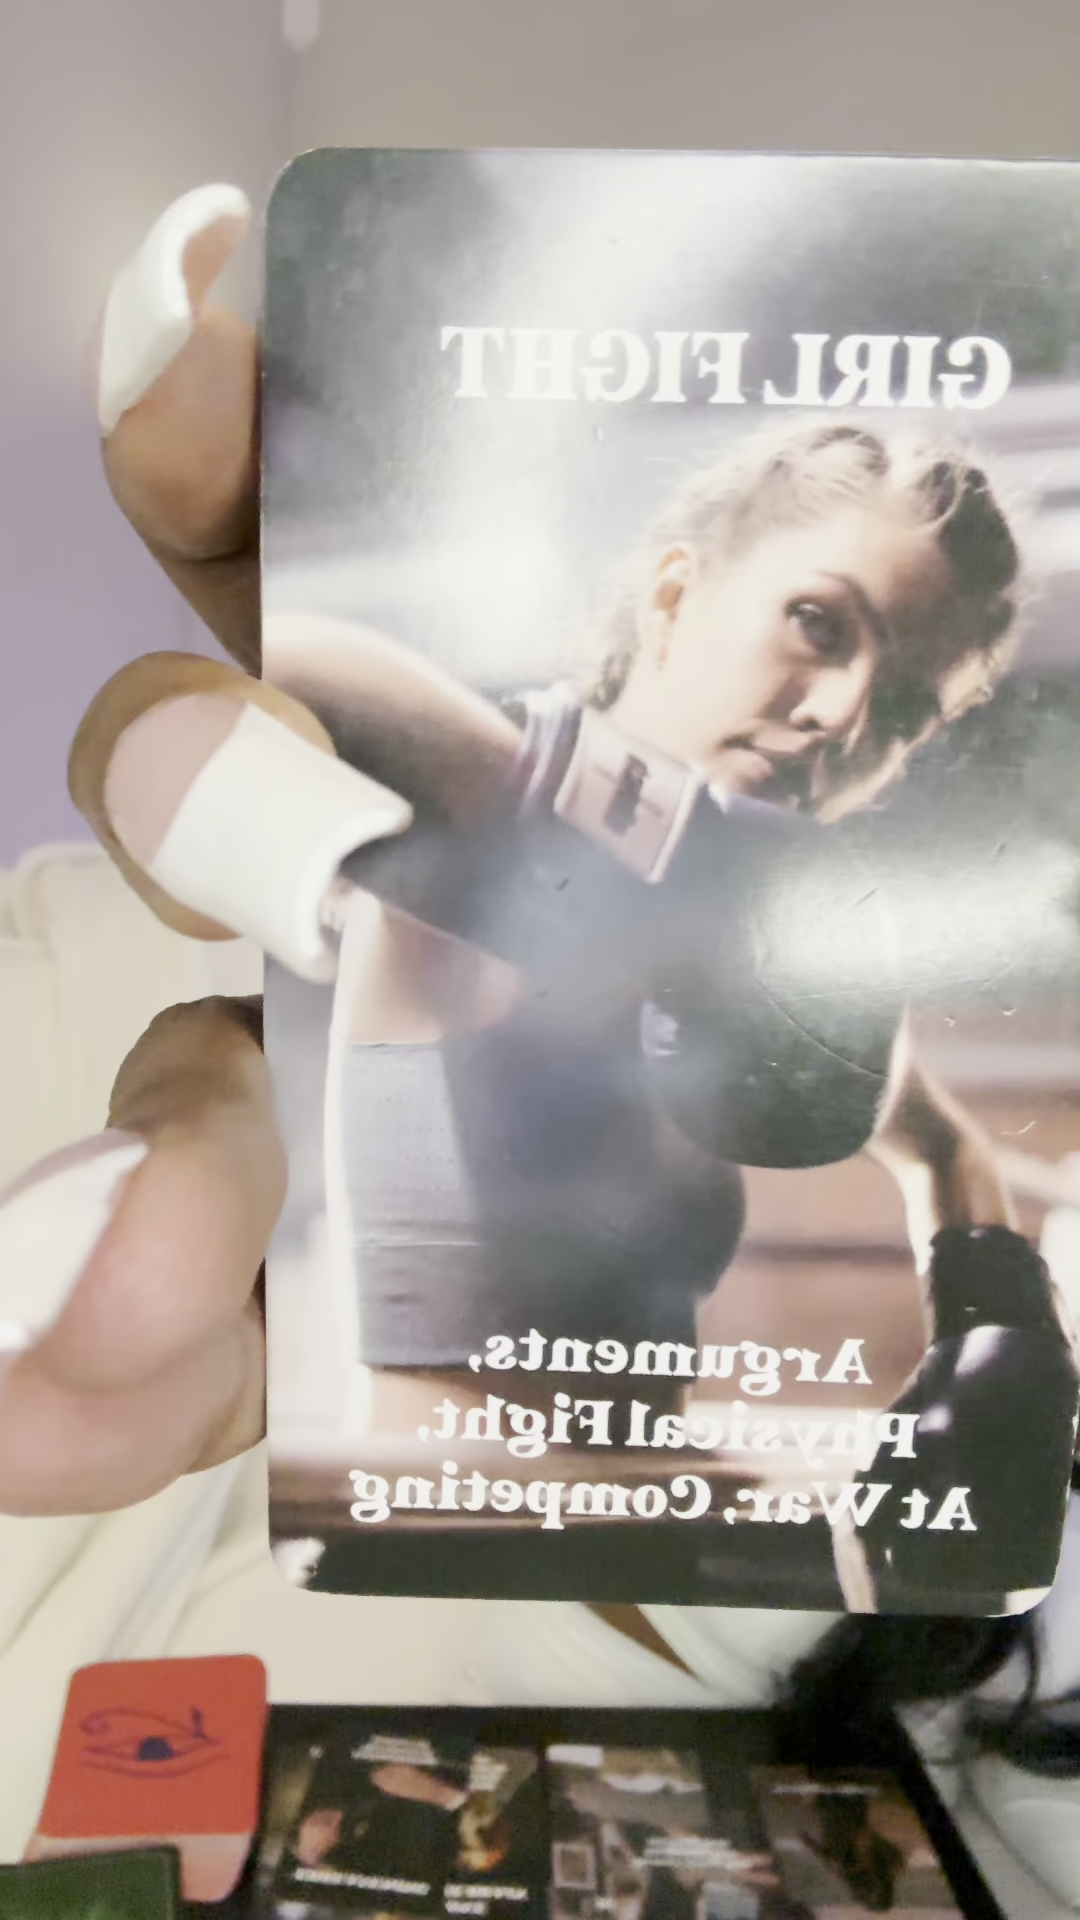 GIRL FIGHT
Arguments,
Physical Fight,
At War, Competing